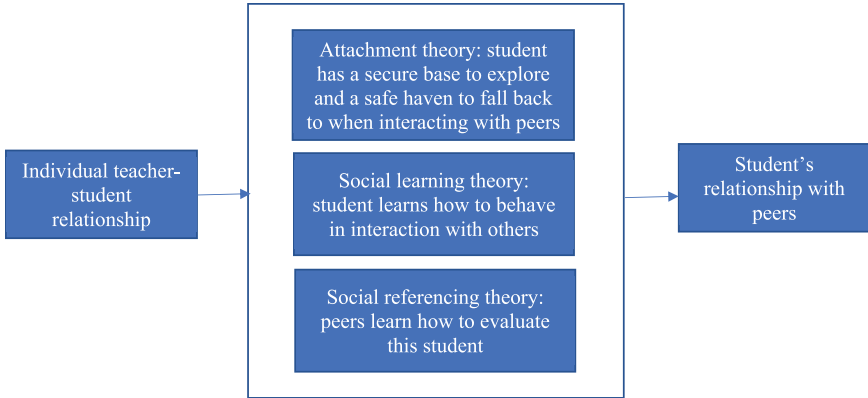 Individual teacher-
student
relationship
Attachment theory: student
has a secure base to explore
and a safe haven to fall back
to when interacting with peers
Social learning theory:
student learns how to behave
in interaction with others
Social referencing theory:
peers learn how to evaluate
this student
Student’s
relationship with
peers